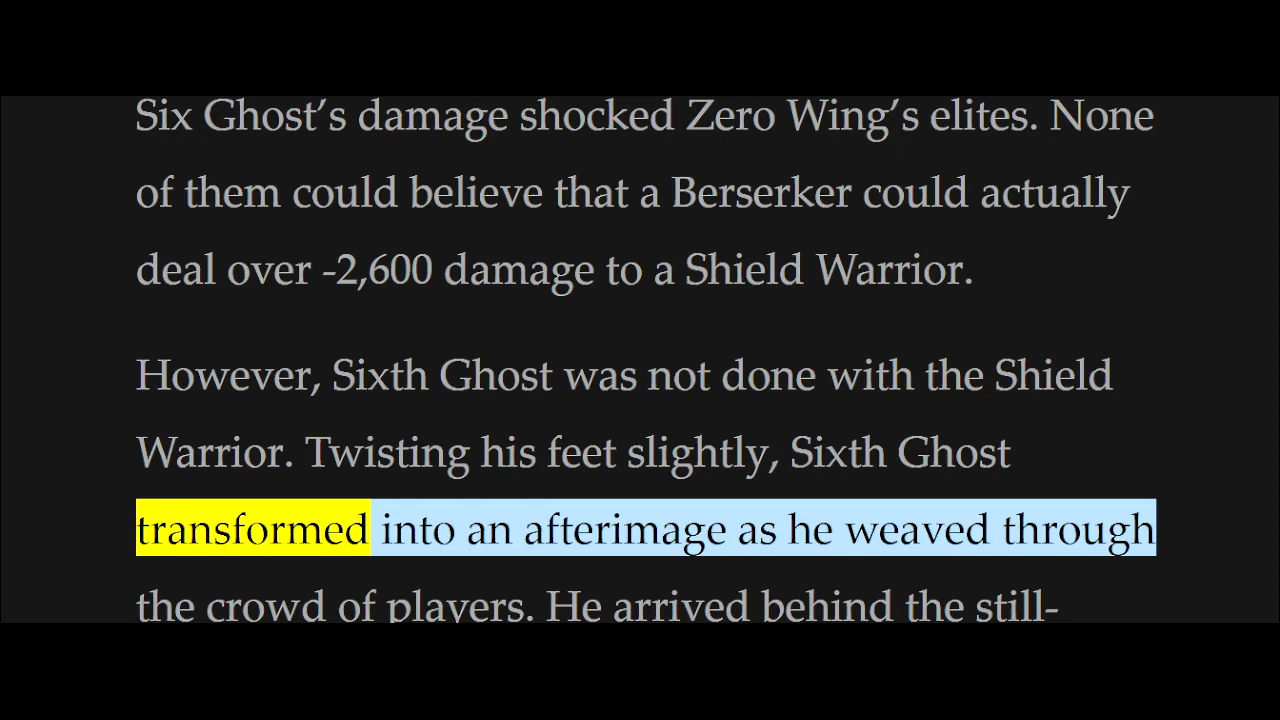 Six Ghost’s damage shocked Zero Wing’s elites. None
of them could believe that a Berserker could actually
deal over -2,600 damage to a Shield Warrior.
However, Sixth Ghost was not done with the Shield
Warrior. Twisting his feet slightly, Sixth Ghost
transformed into an afterimage as he weaved through
the crowd of players. He arrived behind the still-